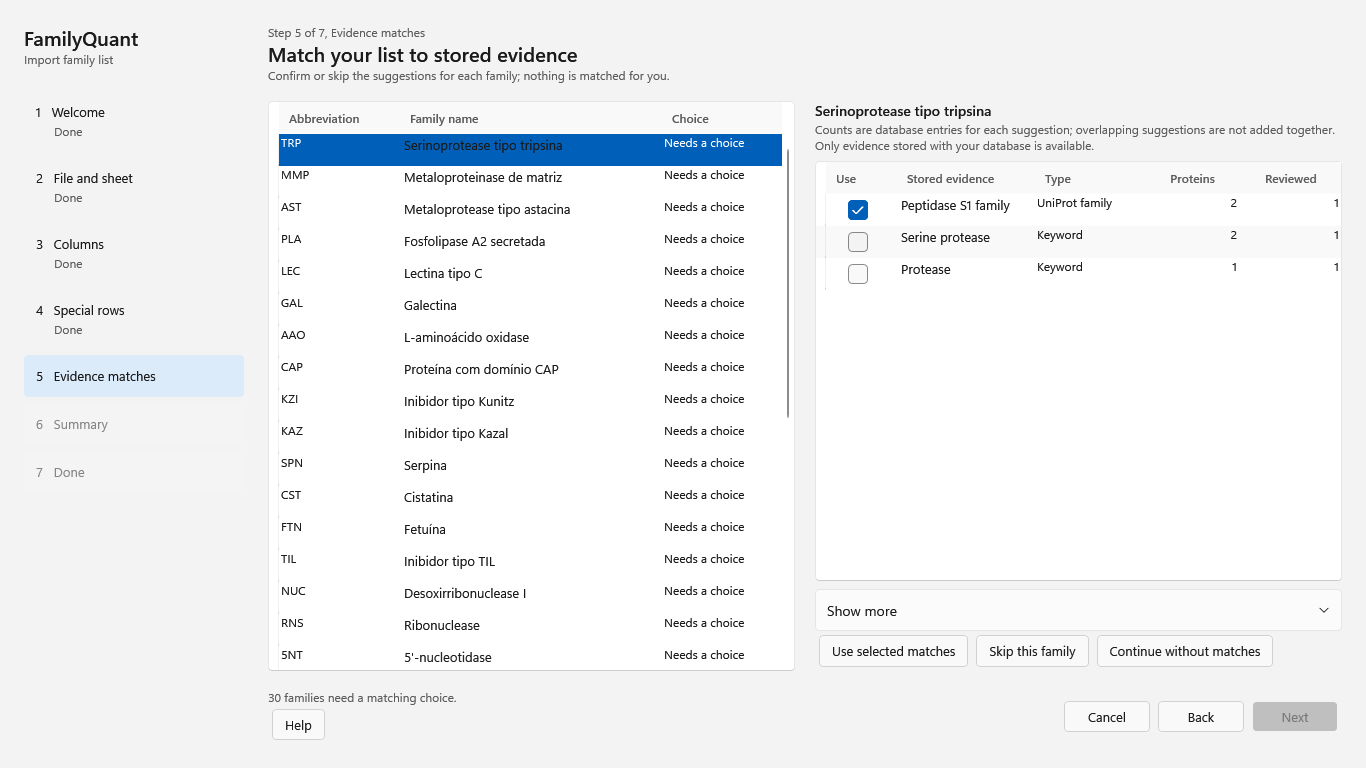 FamilyQuant
Import family list
1 Welcome
Done
2 File and sheet
Done
3 Columns
Done
4 Special rows
Done
5 Evidence matches
6 Summary
7 Done
Step 5 of 7, Evidence matches
Match your list to stored evidence
Confirm or skip the suggestions for each family; nothing is matched for you.
Abbreviation Family name Choice
TRP Serinoprotease tipo tripsina Needs a choice
MMP Metaloproteinase de matriz Needs a choice
AST Metaloprotease tipo astacina Needs a choice
PLA Fosfolipase A2 secretada Needs a choice
LEC Lectina tipo C Needs a choice
GAL Galectina Needs a choice
AAO L-aminoácido oxidase Needs a choice
CAP Proteína com domínio CAP Needs a choice
KZI Inibidor tipo Kunitz Needs a choice
KAZ Inibidor tipo Kazal Needs a choice
SPN Serpina Needs a choice
CST Cistatina Needs a choice
FTN Fetuína Needs a choice
TIL Inibidor tipo TIL Needs a choice
NUC Desoxirribonuclease I Needs a choice
RNS Ribonuclease Needs a choice
5NT 5'-nucleotidase Needs a choice
30 families need a matching choice.
Help
Serinoprotease tipo tripsina
Counts are database entries for each suggestion; overlapping suggestions are not added together.
Only evidence stored with your database is available.
Use Stored evidence Type Proteins Reviewed
Peptidase S1 family UniProt family 2 1
Serine protease Keyword 2 1
Protease Keyword 1 1
Show more
Use selected matches Skip this family Continue without matches
Cancel Back Next